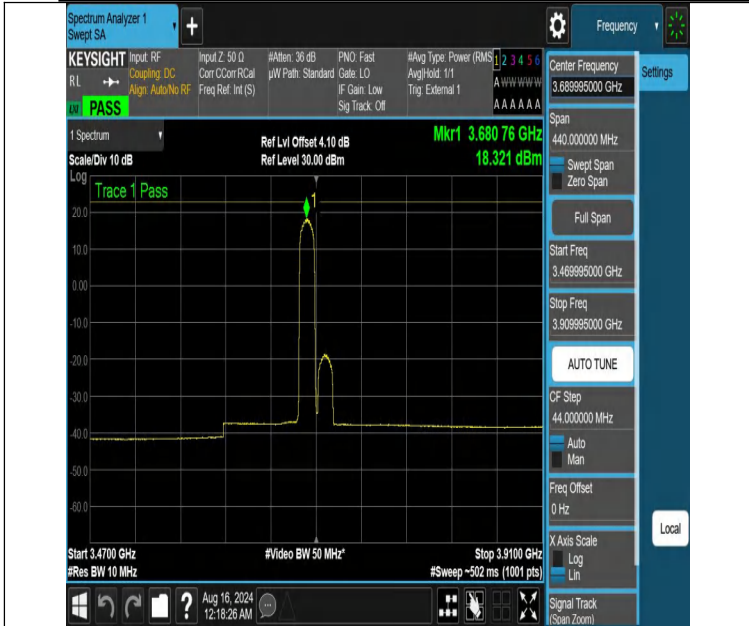 Spectrum Analyzer 1
Swept SA
Frequency
KEYSIGHT
RL
PASS
Input: RF
Coupling: DC
Align: Auto/No RF
Input Z: 50 Ω
Corr CCorr RCal
Freq Ref: Int (S)
#Atten: 36 dB
µW Path: Standard
PNO: Fast
Gate: LO
IF Gain: Low
Sig Track: Off
#Avg Type: Power (RMS
Avg|Hold: 1/1
Trig: External 1
1 2 3 4 5 6
A W W W W W
A A A A A A
1 Spectrum
Scale/Div 10 dB
Log
Ref Lvl Offset 4.10 dB
Ref Level 30.00 dBm
Mkr1 3.680 76 GHz
18.321 dBm
Trace 1 Pass
1
20.0
10.0
0.00
-10.0
-20.0
-30.0
-40.0
-50.0
-60.0
Start 3.4700 GHz
#Res BW 10 MHz
#Video BW 50 MHz*
Stop 3.9100 GHz
#Sweep ~502 ms (1001 pts)
Aug 16, 2024
12:18:26 AM
Center Frequency
3.689995000 GHz
Settings
Span
440.000000 MHz
Swept Span
Zero Span
Full Span
Start Freq
3.469995000 GHz
Stop Freq
3.909995000 GHz
AUTO TUNE
CF Step
44.000000 MHz
Auto
Man
Freq Offset
0 Hz
X Axis Scale
Log
Lin
Local
Signal Track
(Span Zoom)